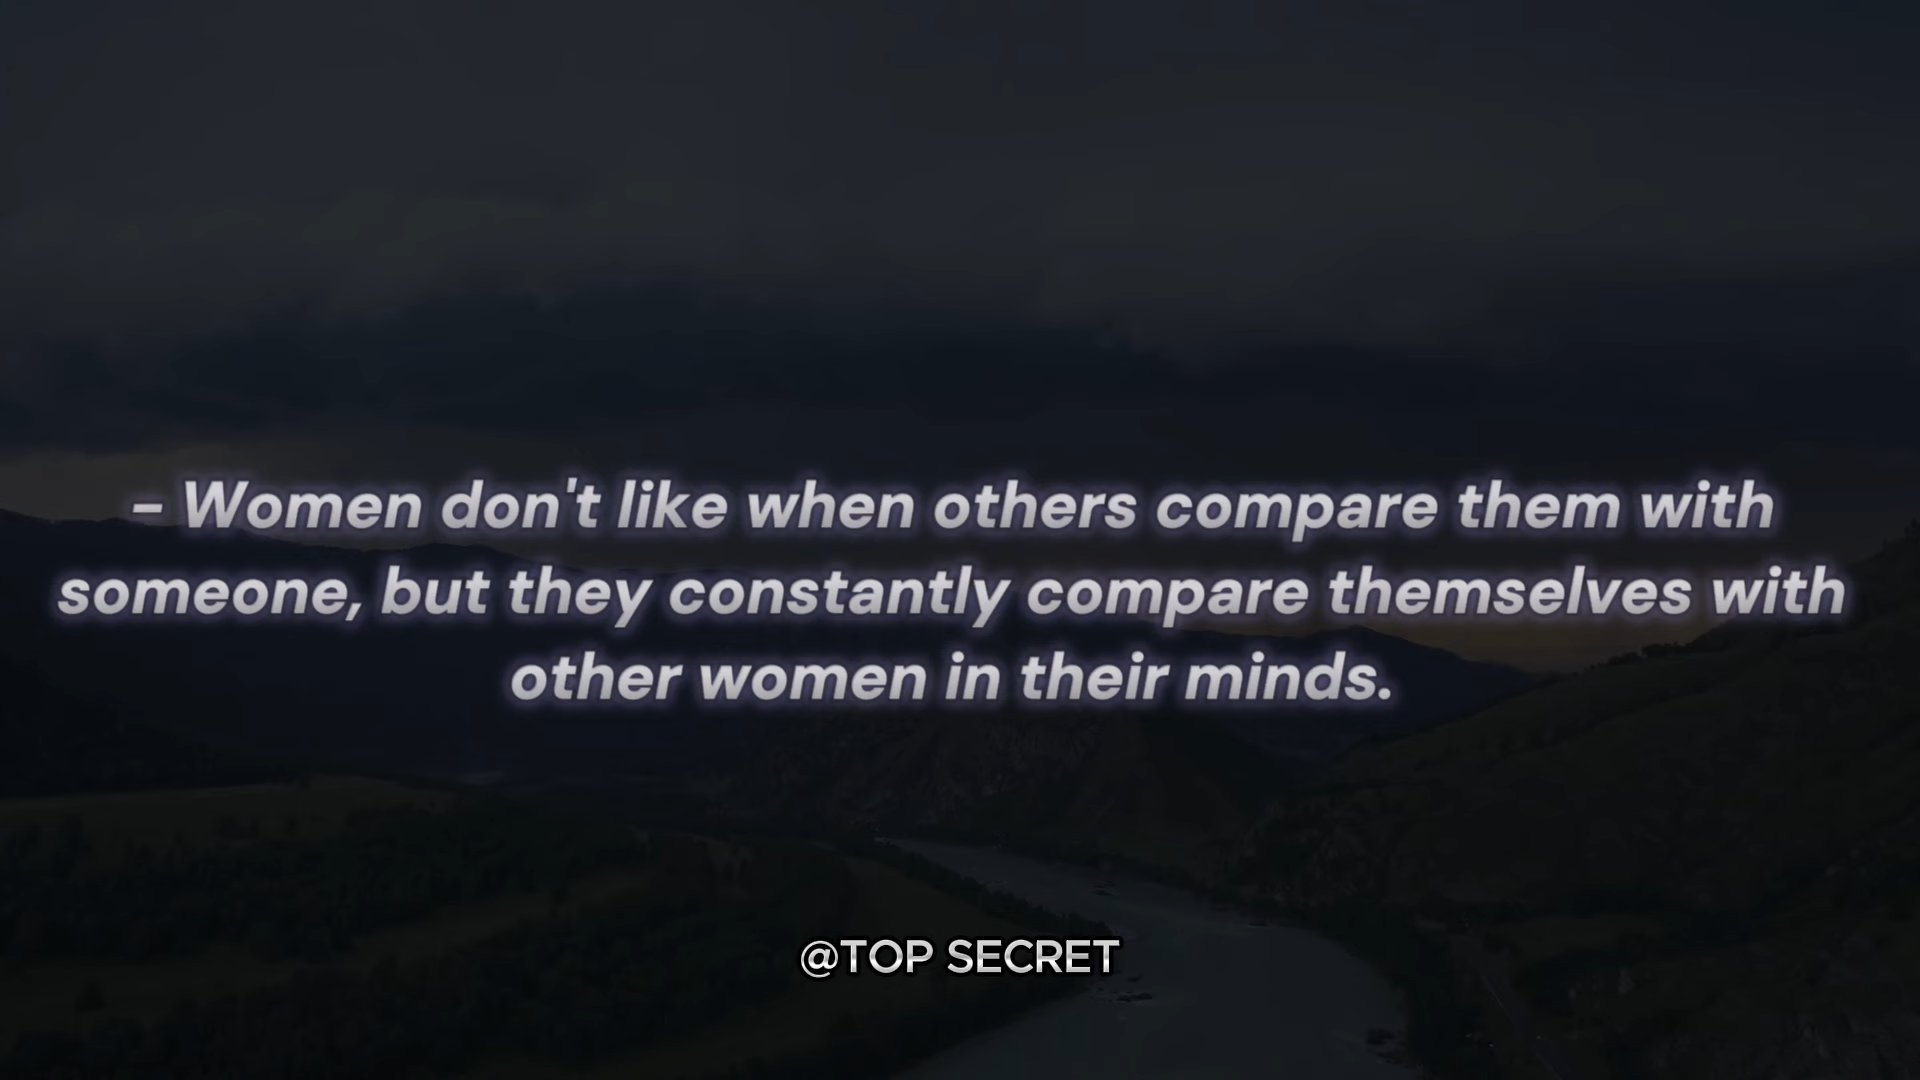 – Women don't like when others compare them with
someone, but they constantly compare themselves with
other women in their minds.
@TOP SECRET